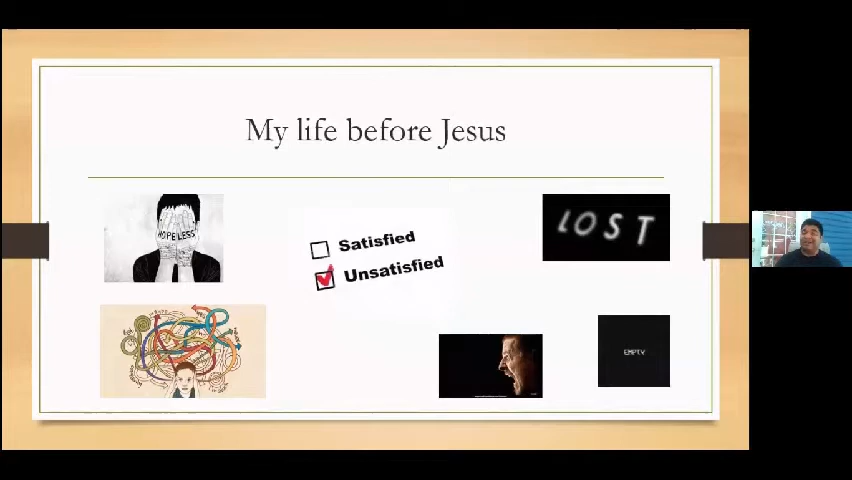 My life before Jesus
HOPELESS
Satisfied
Unsatisfied
LOST
EMPTY